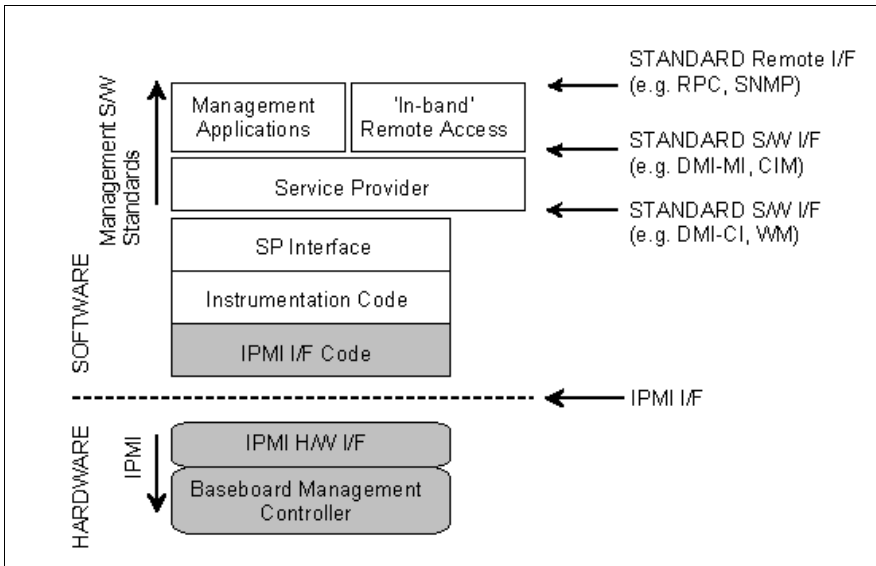 STANDARD Remote I/F
(e.g. RPC, SNMP)
Management S/W
Standards
Management
Applications
'In-band'
Remote Access
STANDARD S/W I/F
(e.g. DMI-MI, CIM)
Service Provider
STANDARD S/W I/F
(e.g. DMI-CI, WM)
SP Interface
SOFTWARE
Instrumentation Code
IPMI I/F Code
IPMI I/F
HARDWARE
IPMI
IPMI H/W I/F
Baseboard Management
Controller